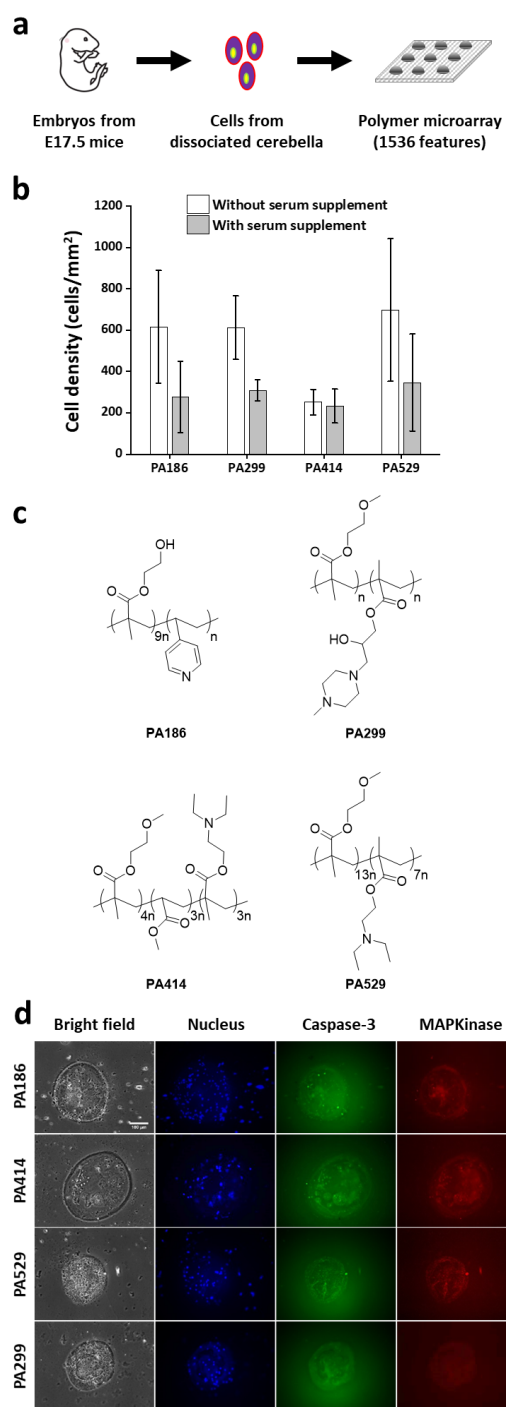 a
Embryos from
E17.5 mice
Cells from
dissociated cerebella
Polymer microarray
(1536 features)
b
Cell density (cells/mm²)
1200
1000
800
600
400
200
0
Without serum supplement
With serum supplement
PA186 PA299 PA414 PA529
c
OH
O
O
9n
n
N
PA186
O
O
O
n
n
O
O
HO
N
N
PA299
O
N
O
O
O
O
4n
3n
3n
O
O
PA414
O
O
O
13n
7n
O
O
N
PA529
d
Bright field Nucleus Caspase-3 MAPKinase
PA186
100 µm
PA414
PA529
PA299